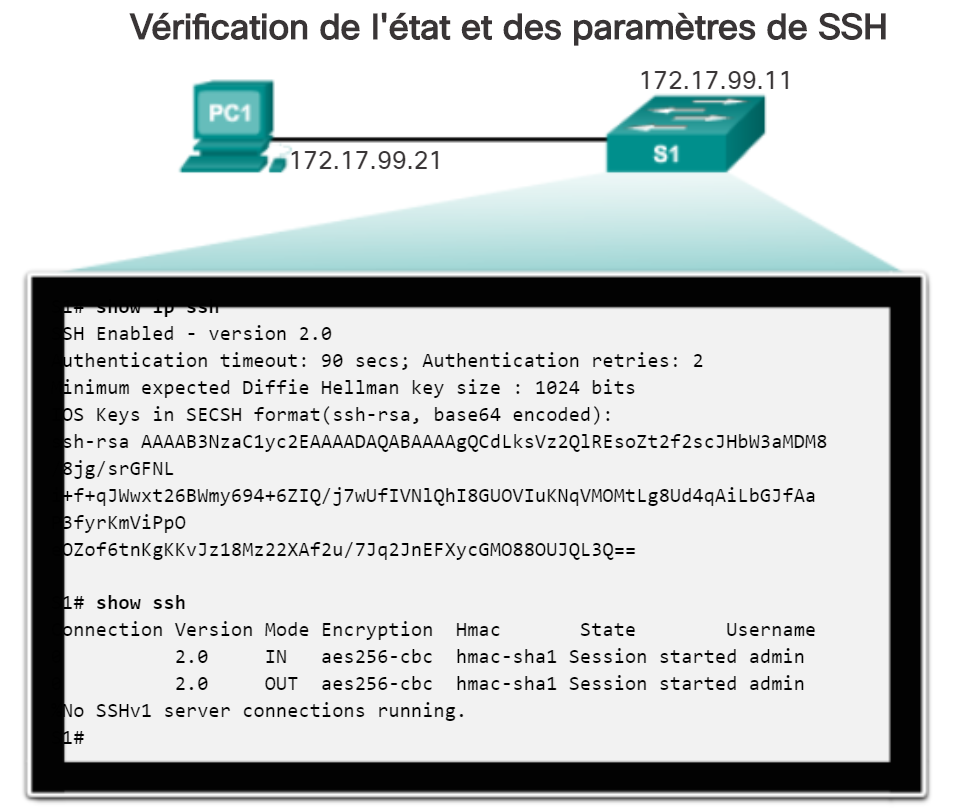 Vérification de l'état et des paramètres de SSH
172.17.99.11
PC1
172.17.99.21
S1
1# show ip ssh
SH Enabled - version 2.0
uthentication timeout: 90 secs; Authentication retries: 2
inimum expected Diffie Hellman key size : 1024 bits
OS Keys in SECSH format(ssh-rsa, base64 encoded):
sh-rsa AAAAB3NzaC1yc2EAAAADAQABAAAAgQCdLksVz2QlREsoZt2f2scJHbW3aMDM8
8jg/srGFNL
+f+qJWwxt26BWmy694+6ZIQ/j7wUfIVNlQhI8GUOVIuKNqVMOMtLg8Ud4qAiLbGJfAa
3fyrKmViPpO
OZof6tnKgKKvJz18Mz22XAf2u/7Jq2JnEFXycGMO88OUJQL3Q==
1# show ssh
onnection Version Mode Encryption Hmac State Username
2.0 IN aes256-cbc hmac-sha1 Session started admin
2.0 OUT aes256-cbc hmac-sha1 Session started admin
No SSHv1 server connections running.
1#